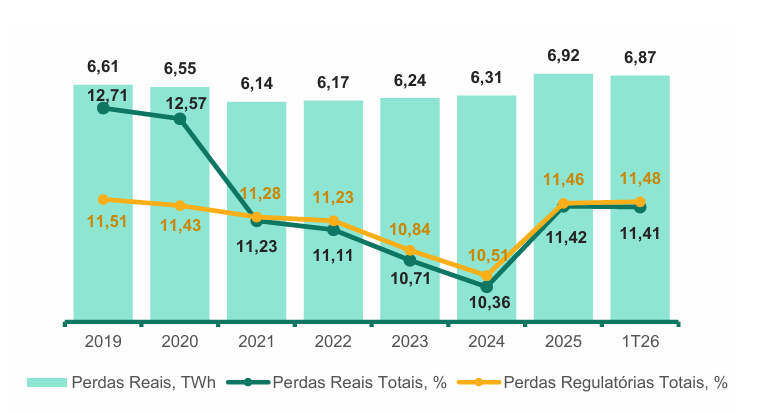 6,61 6,55 6,14 6,17 6,24 6,31 6,92 6,87
12,71 12,57
11,51 11,43 11,28 11,23 10,84 10,51 11,46 11,48
11,23 11,11 10,71 10,36 11,42 11,41
2019 2020 2021 2022 2023 2024 2025 1T26
Perdas Reais, TWh Perdas Reais Totais, % Perdas Regulatórias Totais, %